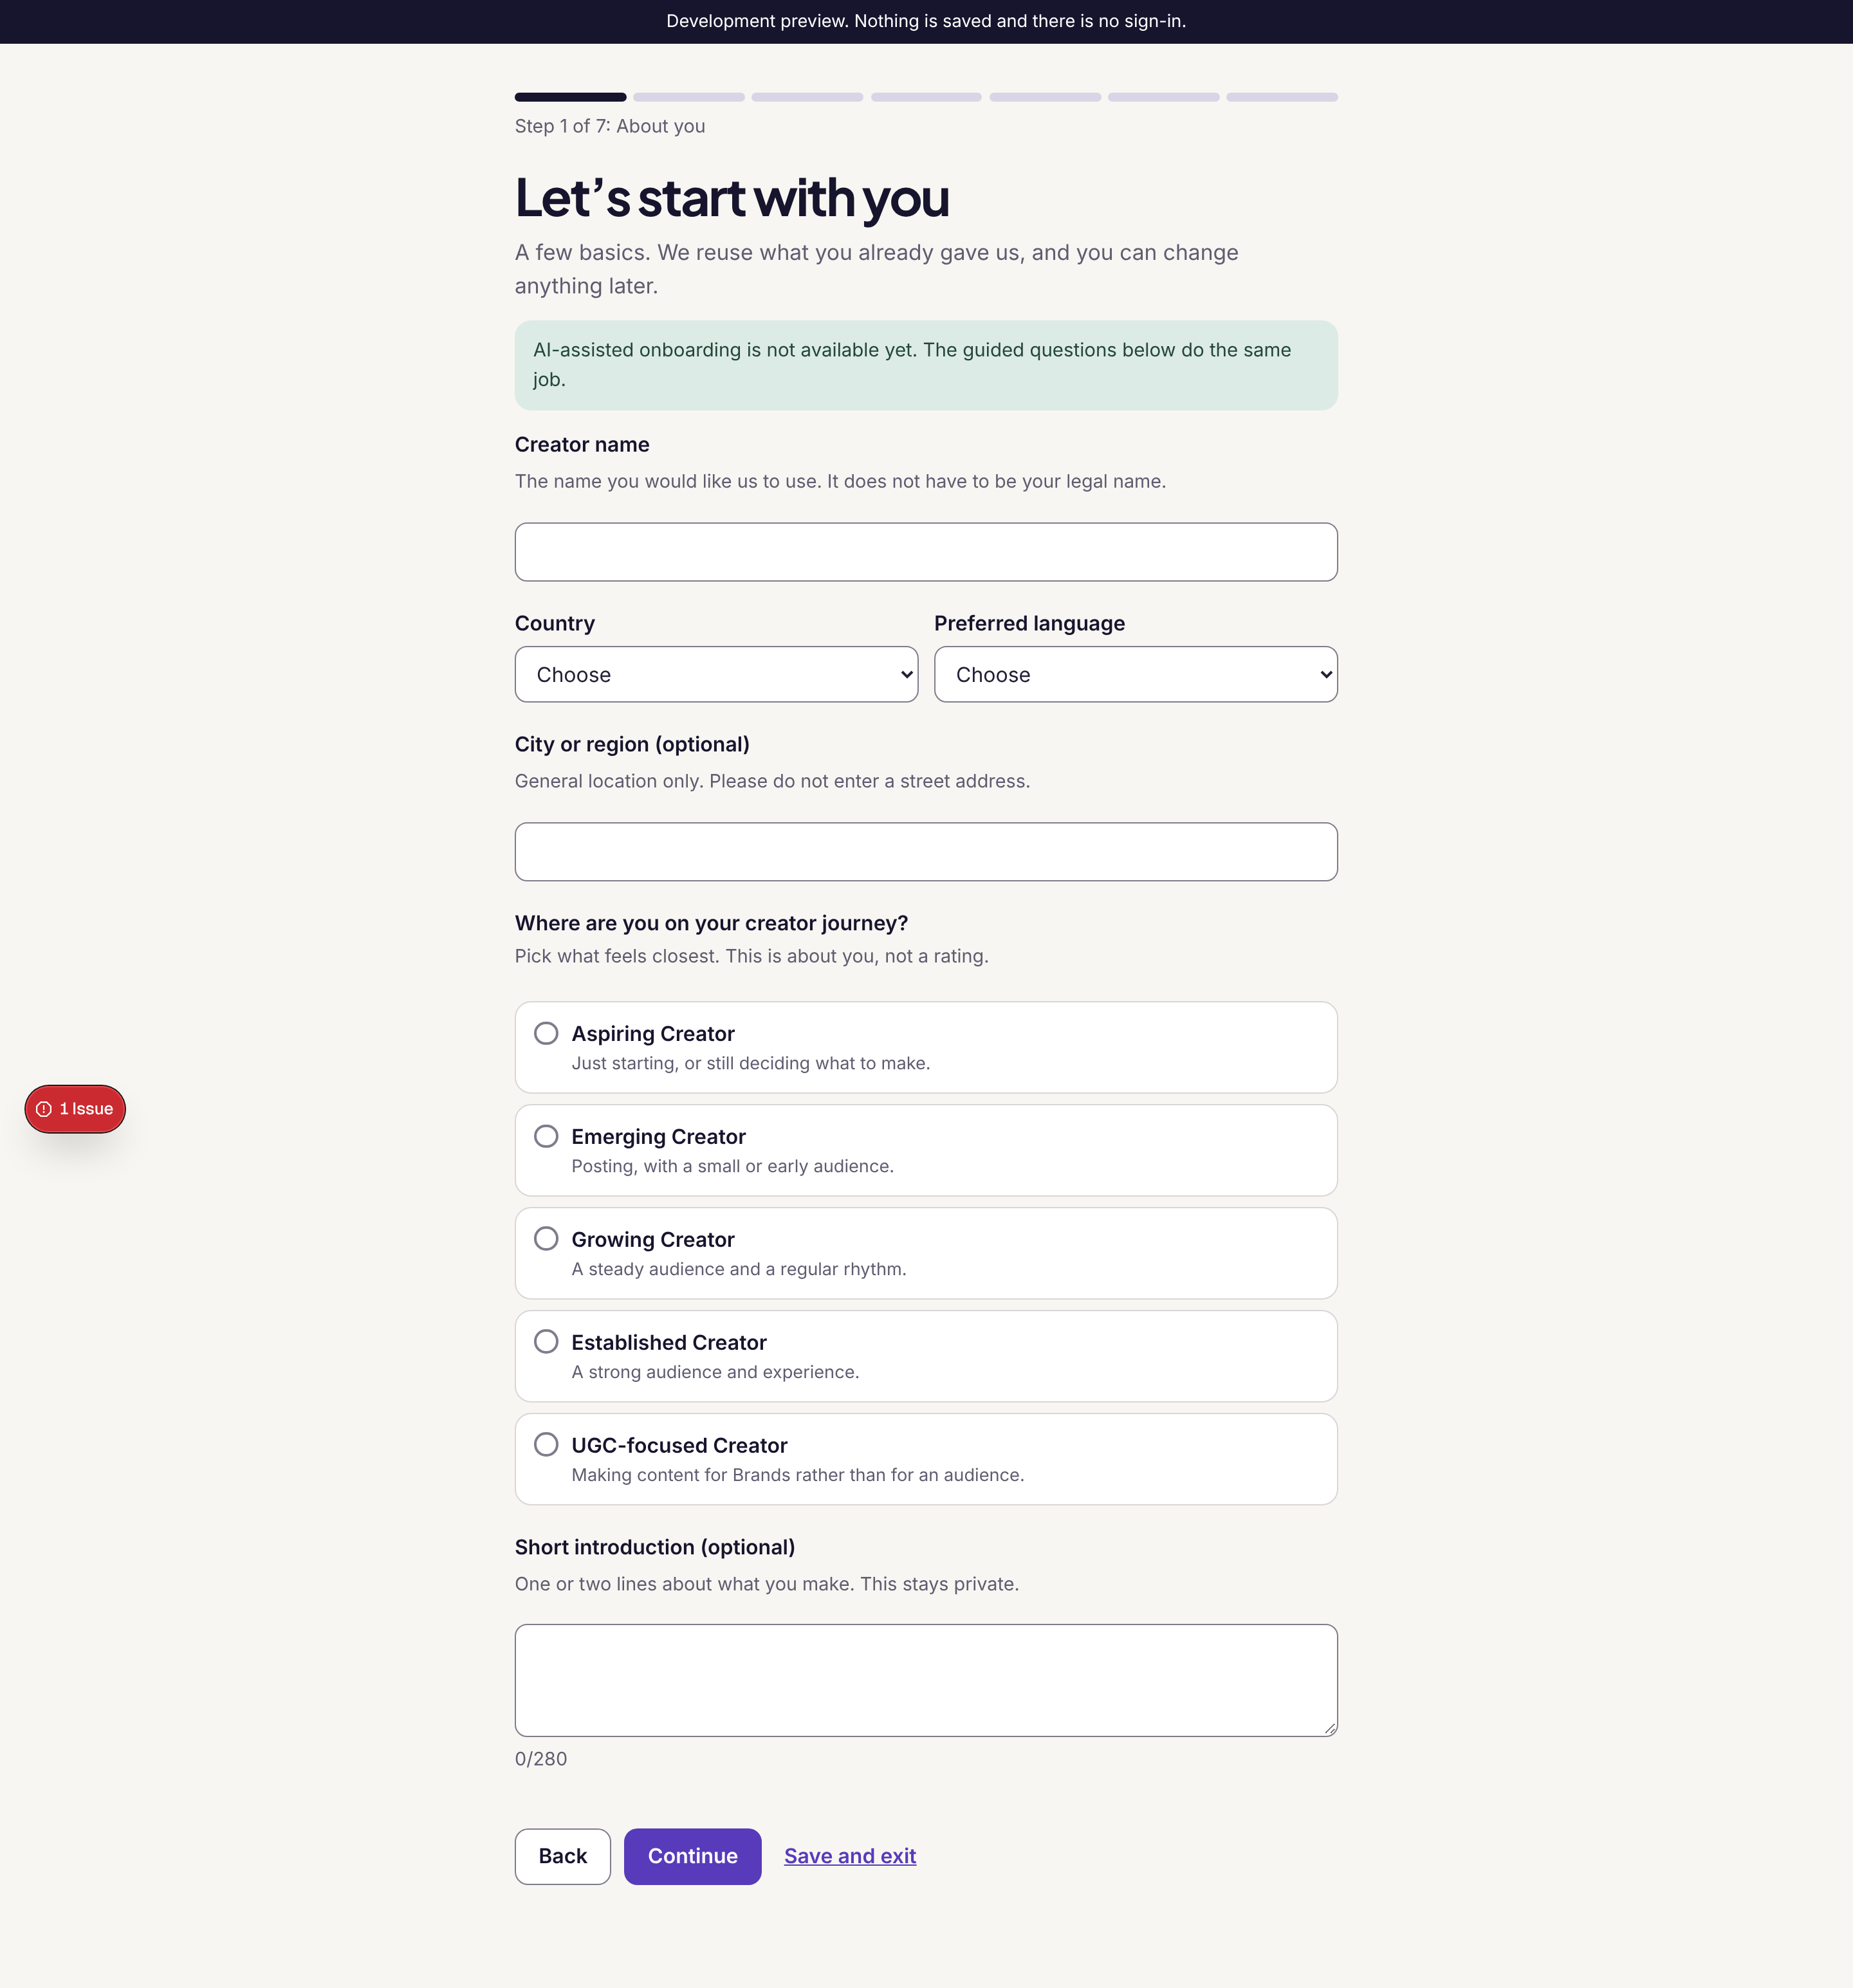 Development preview. Nothing is saved and there is no sign-in.
Step 1 of 7: About you
Let’s start with you
A few basics. We reuse what you already gave us, and you can change
anything later.
AI-assisted onboarding is not available yet. The guided questions below do the same
job.
Creator name
The name you would like us to use. It does not have to be your legal name.
Country
Preferred language
Choose
Choose
City or region (optional)
General location only. Please do not enter a street address.
Where are you on your creator journey?
Pick what feels closest. This is about you, not a rating.
Aspiring Creator
Just starting, or still deciding what to make.
1 Issue
Emerging Creator
Posting, with a small or early audience.
Growing Creator
A steady audience and a regular rhythm.
Established Creator
A strong audience and experience.
UGC-focused Creator
Making content for Brands rather than for an audience.
Short introduction (optional)
One or two lines about what you make. This stays private.
0/280
Back
Continue
Save and exit